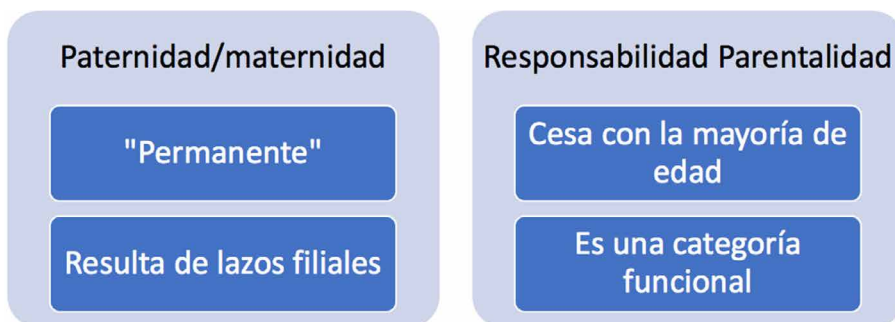 Paternidad/maternidad
"Permanente"
Resulta de lazos filiales
Responsabilidad Parentalidad
Cesa con la mayoría de
edad
Es una categoría
funcional